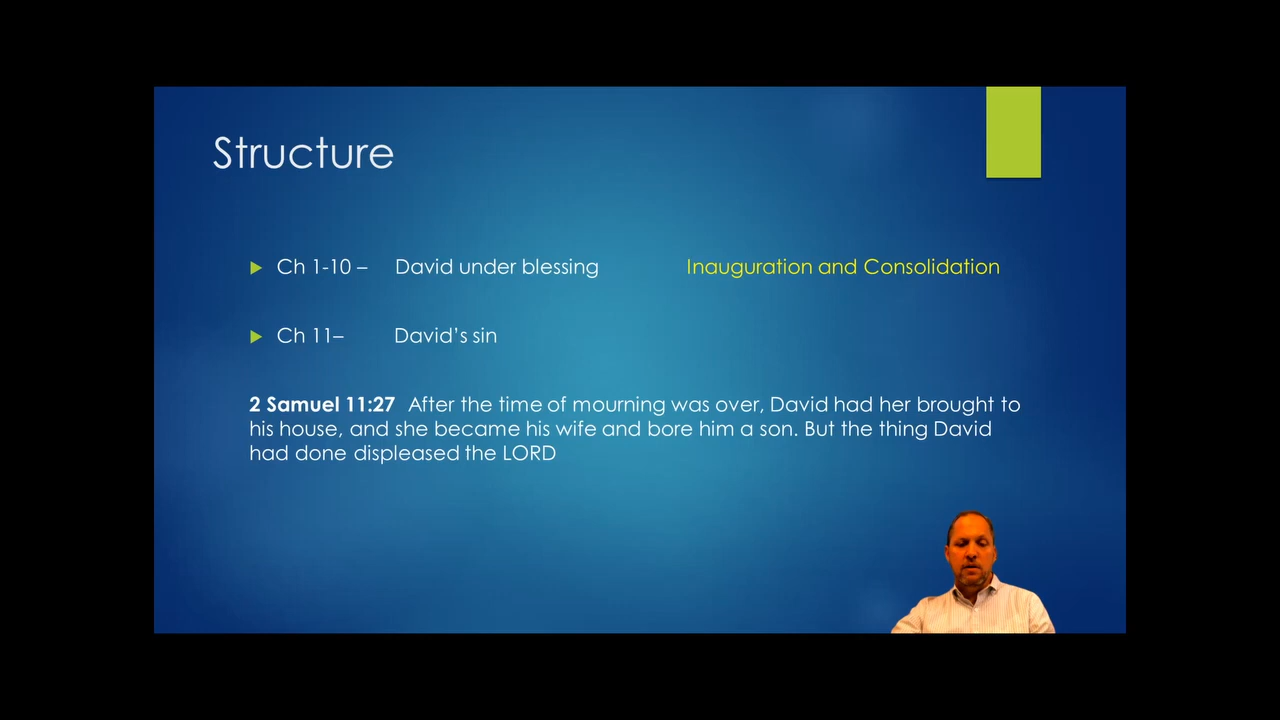 Structure
Ch 1-10 – David under blessing Inauguration and Consolidation
Ch 11– David’s sin
2 Samuel 11:27 After the time of mourning was over, David had her brought to
his house, and she became his wife and bore him a son. But the thing David
had done displeased the LORD